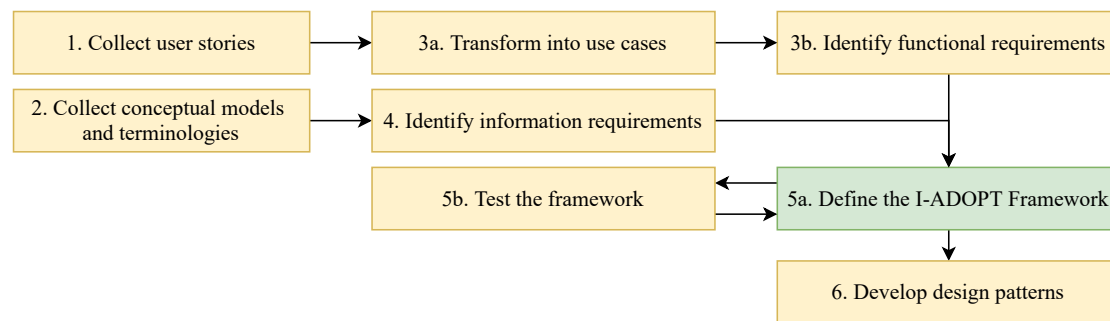 1. Collect user stories
3a. Transform into use cases
3b. Identify functional requirements
2. Collect conceptual models
and terminologies
4. Identify information requirements
5b. Test the framework
5a. Define the I-ADOPT Framework
6. Develop design patterns